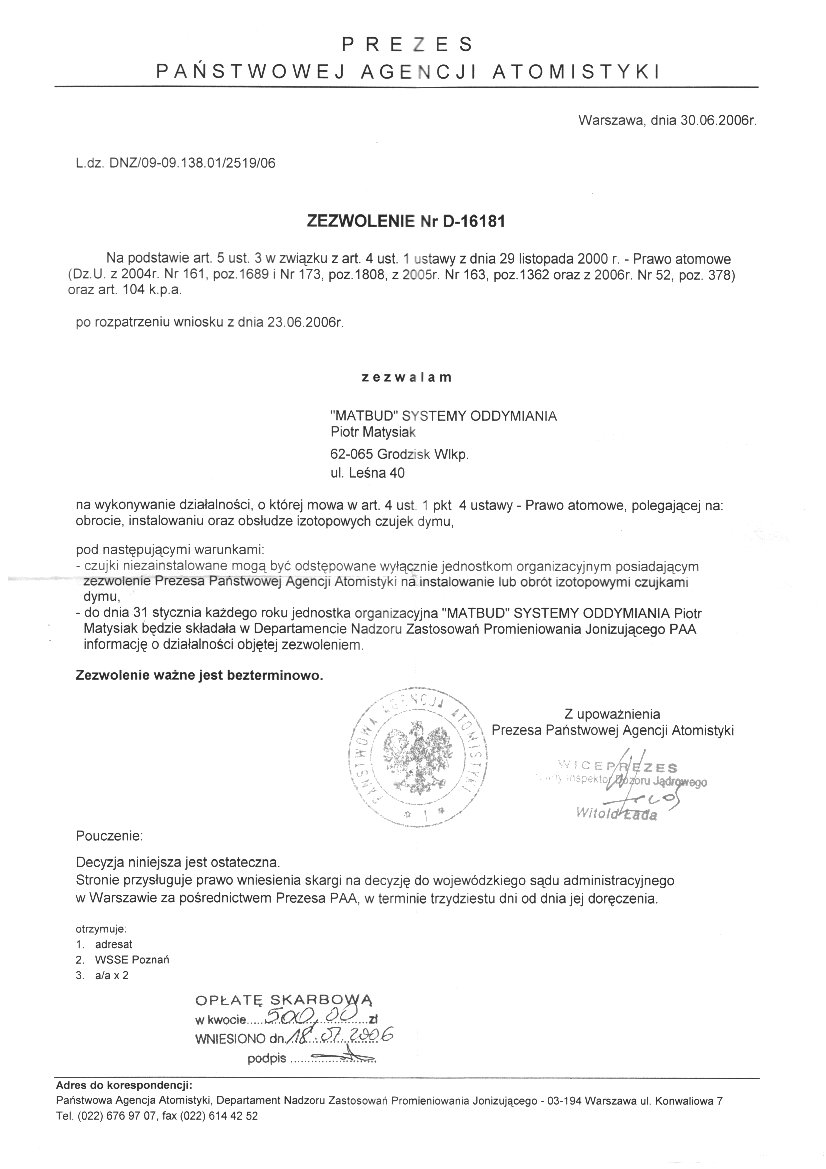 PREZES
PAŃSTWOWEJ AGENCJI ATOMISTYKI
Warszawa, dnia 30.06.2006r.
L.dz. DNZ/09-09.138.01/2519/06
ZEZWOLENIE Nr D-16181
Na podstawie art. 5 ust. 3 w związku z art. 4 ust. 1 ustawy z dnia 29 listopada 2000 r. - Prawo atomowe
(Dz.U. z 2004r. Nr 161, poz.1689 i Nr 173, poz.1808, z 2005r. Nr 163, poz.1362 oraz z 2006r. Nr 52, poz. 378)
oraz art. 104 k.p.a.
po rozpatrzeniu wniosku z dnia 23.06.2006r.
zezwalam
"MATBUD" SYSTEMY ODDYMIANIA
Piotr Matysiak
62-065 Grodzisk Wlkp.
ul. Leśna 40
na wykonywanie działalności, o której mowa w art. 4 ust. 1 pkt 4 ustawy - Prawo atomowe, polegającej na:
obrocie, instalowaniu oraz obsłudze izotopowych czujek dymu,
pod następującymi warunkami:
- czujki niezainstalowane mogą być odstępowane wyłącznie jednostkom organizacyjnym posiadającym
zezwolenie Prezesa Państwowej Agencji Atomistyki na instalowanie lub obrót izotopowymi czujkami
dymu,
- do dnia 31 stycznia każdego roku jednostka organizacyjna "MATBUD" SYSTEMY ODDYMIANIA Piotr
Matysiak będzie składała w Departamencie Nadzoru Zastosowań Promieniowania Jonizującego PAA
informację o działalności objętej zezwoleniem.
Zezwolenie ważne jest bezterminowo.
PAŃSTWOWA AGENCJA ATOMISTYKI
* 1 *
Z upoważnienia
Prezesa Państwowej Agencji Atomistyki
WICEPREZES
Inspektor Dozoru Jądrowego
Witold Łada
Pouczenie:
Decyzja niniejsza jest ostateczna.
Stronie przysługuje prawo wniesienia skargi na decyzję do wojewódzkiego sądu administracyjnego
w Warszawie za pośrednictwem Prezesa PAA, w terminie trzydziestu dni od dnia jej doręczenia.
otrzymuje:
1. adresat
2. WSSE Poznań
3. a/a x 2
OPŁATĘ SKARBOWĄ
w kwocie.....500,00.....zł
WNIESIONO dn. 18.07.2006
podpis
Adres do korespondencji:
Państwowa Agencja Atomistyki, Departament Nadzoru Zastosowań Promieniowania Jonizującego - 03-194 Warszawa ul. Konwaliowa 7
Tel. (022) 676 97 07, fax (022) 614 42 52